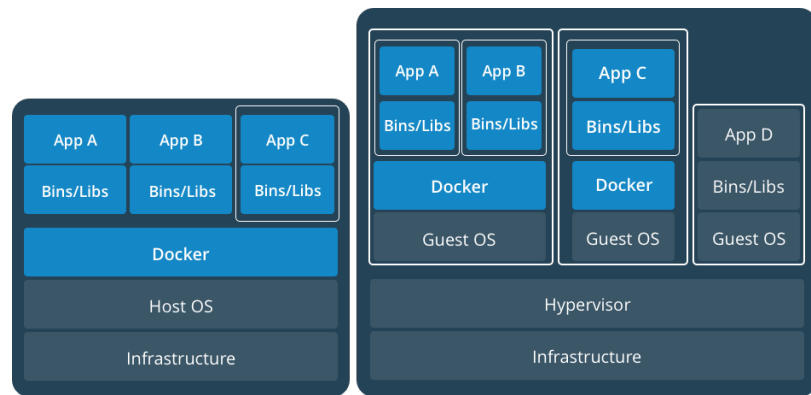 App A App B App C
Bins/Libs Bins/Libs Bins/Libs
Docker
Host OS
Infrastructure
App A App B App C
Bins/Libs Bins/Libs Bins/Libs
App D
Docker Docker Bins/Libs
Guest OS Guest OS Guest OS
Hypervisor
Infrastructure